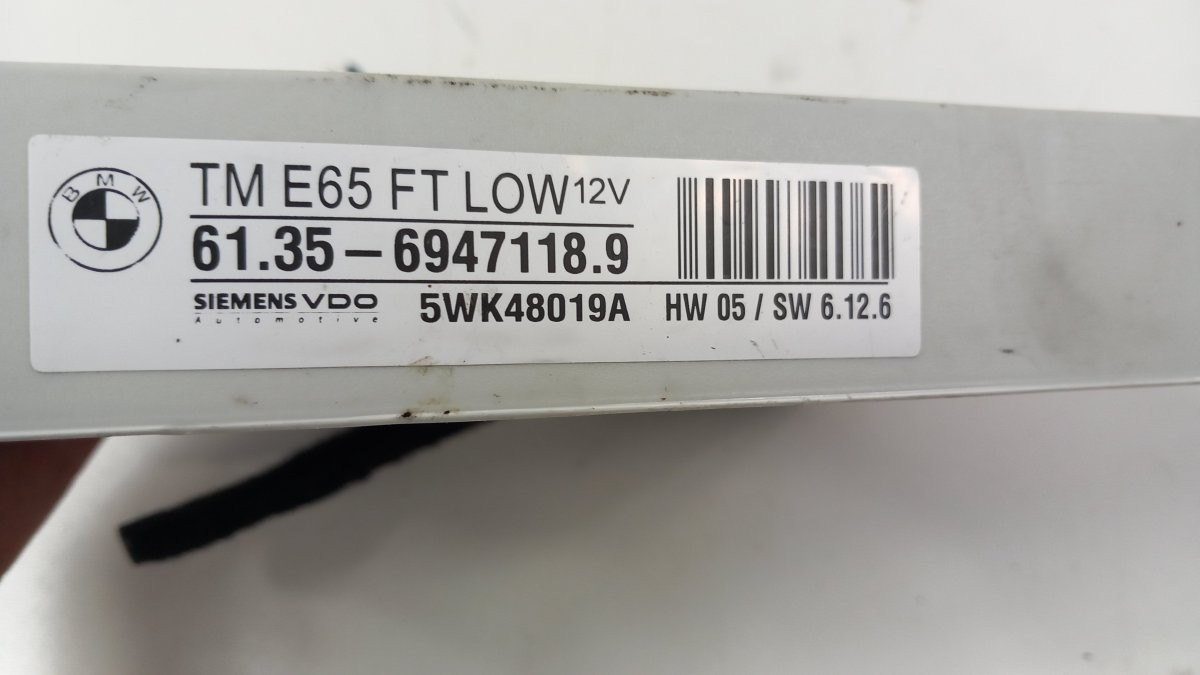 BMW
TM E65 FT LOW 12V
61.35 – 6947118.9
SIEMENS VDO
Automotive
5WK48019A
HW 05 / SW 6.12.6